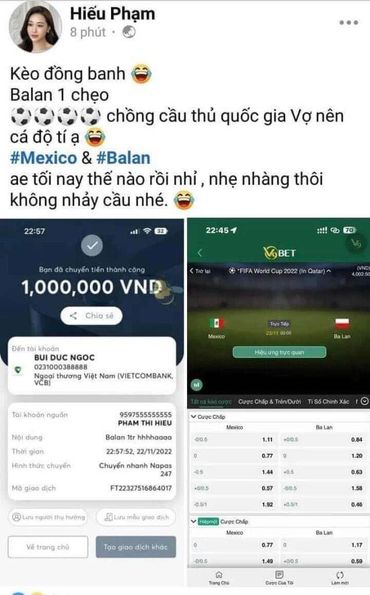 Hiếu Phạm
8 phút
Kèo đồng banh
Balan 1 chẹo
chồng cầu thủ quốc gia Vợ nên
cá độ tí ạ
#Mexico & #Balan
ae tối nay thế nào rồi nhỉ , nhẹ nhàng thôi
không nhảy cầu nhé.
22:57
Bạn đã chuyển tiền thành công
1,000,000 VND
Chia sẻ
Đến tài khoản
BUI DUC NGOC
0231000388888
Ngoại thương Việt Nam (VIETCOMBANK,
VCB)
Tài khoản nguồn 9597555555555
PHAM THI HIEU
Nội dung Balan 1tr hhhhaaaa
Thời gian 22:57:52, 22/11/2022
Hình thức chuyển Chuyển nhanh Napas
247
Mã giao dịch FT22327516864017
Lưu người thụ hưởng Lưu mẫu giao dịch
Về trang chủ Tạo giao dịch khác
22:45 70
V9BET
Trở lại *FIFA World Cup 2022 (In Qatar) (VND)
Trực Tiếp
Mexico 23/11 Ba Lan
Hiệu ứng trực quan
Tất cả kèo cược Cược Chấp & Trên/Dưới Tỉ Số Chính Xác
Cược Chấp
Mexico Ba Lan
-0/0.5 1.11 +0/0.5 0.84
0 0.77 0 1.20
-0.5 1.44 +0.5 0.63
+0/0.5 0.57 -0/0.5 1.58
-0.5/1 1.92 +0.5/1 0.46
Hiệp một Cược Chấp
Mexico Ba Lan
0 0.77 0 1.17
-0/0.5 1.49 +0/0.5 0.59
Trang Chủ Cược Của Tôi Làm mới